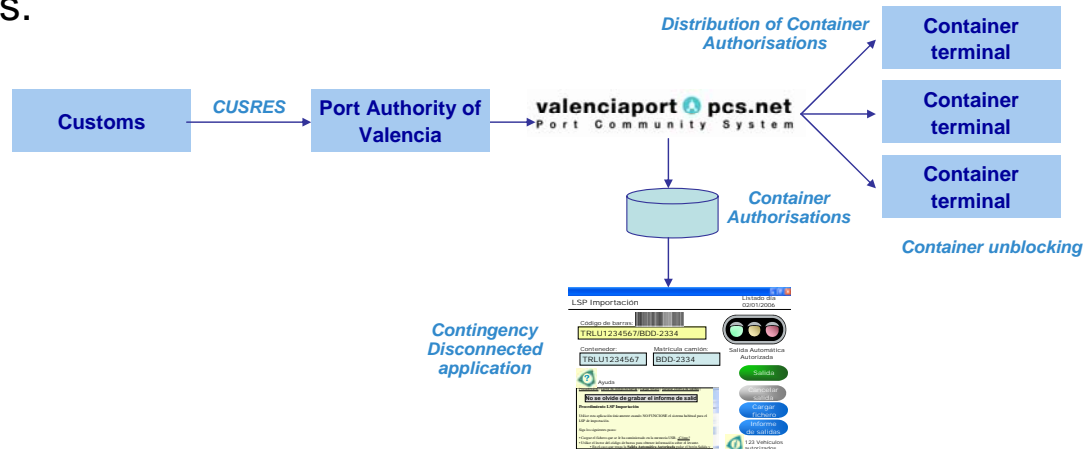 s.
Distribution of Container
Authorisations
Container
terminal
Customs
CUSRES
Port Authority of
Valencia
valenciaport pcs.net
Port Community System
Container
terminal
Container
terminal
Container
Authorisations
Container unblocking
Contingency
Disconnected
application
LSP Importación
Listado día
02/01/2006
Código de barras:
TRLU1234567/BDD-2334
Contenedor:
Matrícula camión:
TRLU1234567
BDD-2334
Salida Automática
Autorizada
Ayuda
Salida
Cancelar
salida
Cargar
fichero
Informe
de salidas
No se olvide de grabar el informe de salid
Procedimiento LSP Importación
123 Vehículos
autorizados